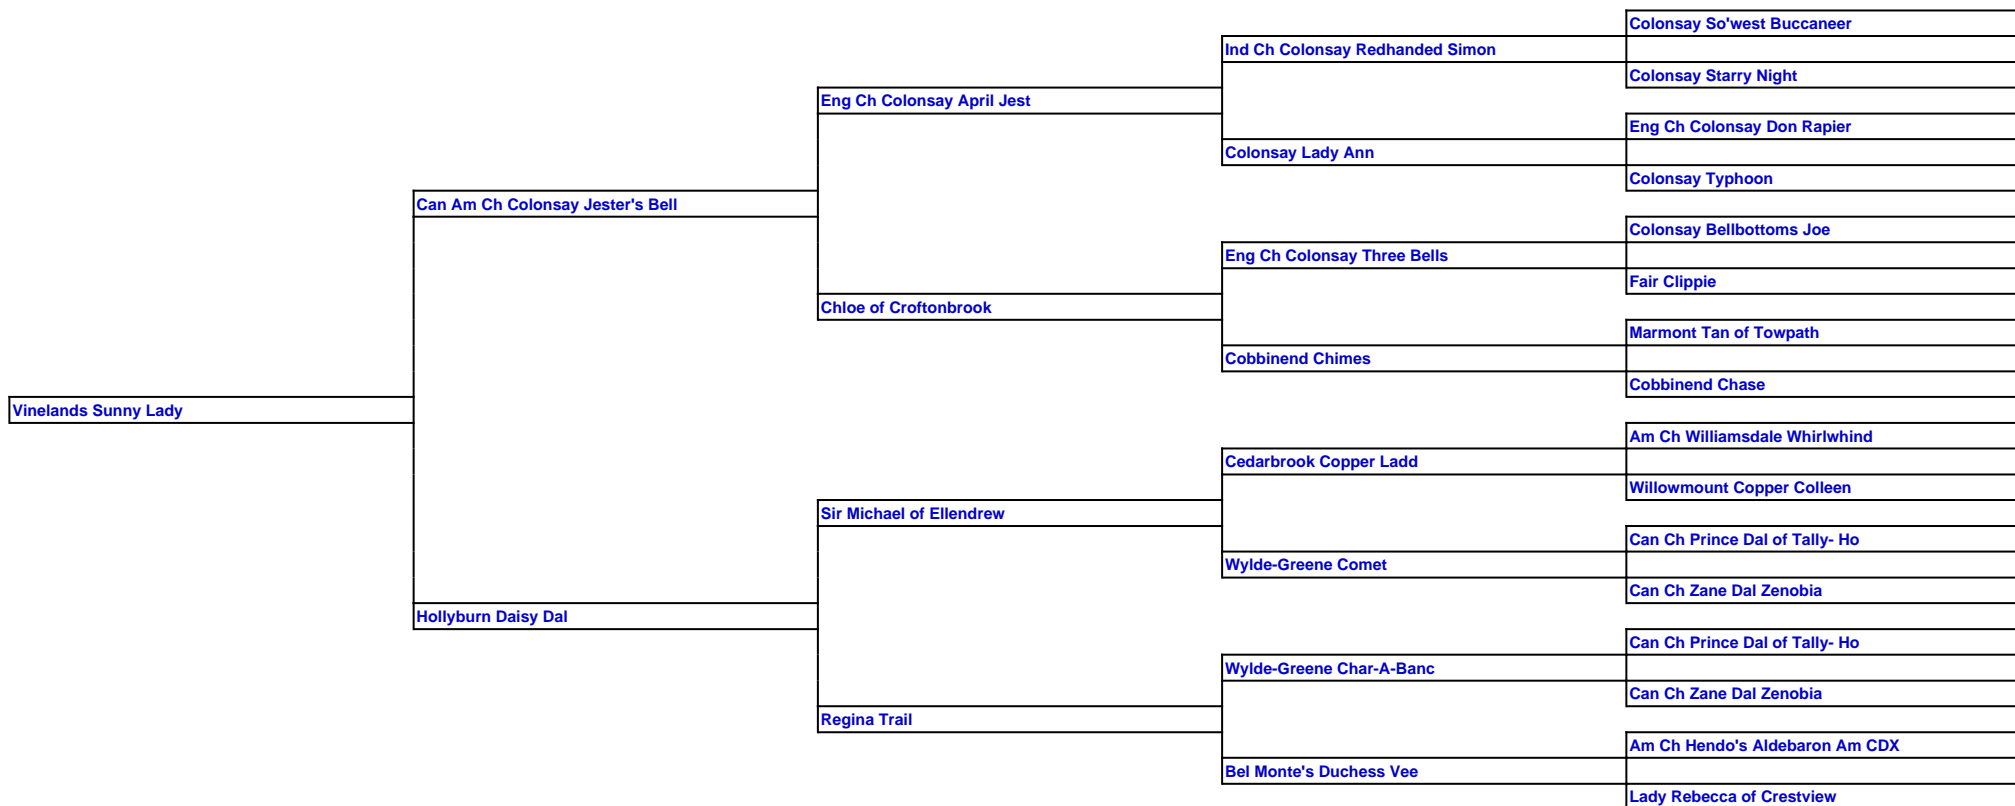 Colonsay So'west Buccaneer
Ind Ch Colonsay Redhanded Simon
Colonsay Starry Night
Eng Ch Colonsay April Jest
Eng Ch Colonsay Don Rapier
Colonsay Lady Ann
Colonsay Typhoon
Can Am Ch Colonsay Jester's Bell
Colonsay Bellbottoms Joe
Eng Ch Colonsay Three Bells
Fair Clippie
Chloe of Croftonbrook
Marmont Tan of Towpath
Cobbinend Chimes
Cobbinend Chase
Vinelands Sunny Lady
Am Ch Williamsdale Whirlwhind
Cedarbrook Copper Ladd
Willowmount Copper Colleen
Sir Michael of Ellendrew
Can Ch Prince Dal of Tally- Ho
Wylde-Greene Comet
Can Ch Zane Dal Zenobia
Hollyburn Daisy Dal
Can Ch Prince Dal of Tally- Ho
Wylde-Greene Char-A-Banc
Can Ch Zane Dal Zenobia
Regina Trail
Am Ch Hendo's Aldebaron Am CDX
Bel Monte's Duchess Vee
Lady Rebecca of Crestview